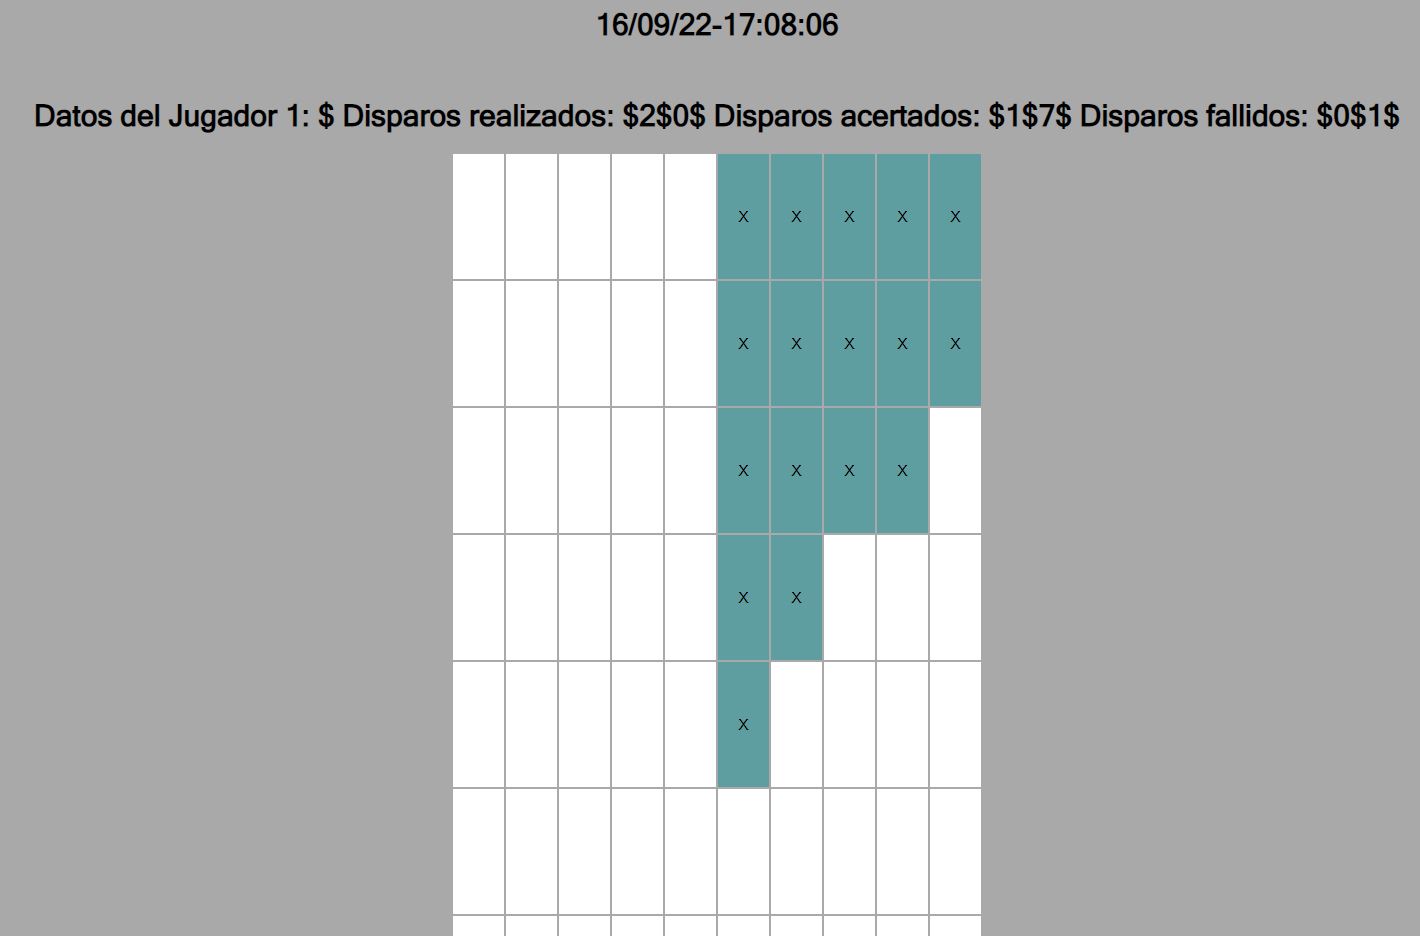 16/09/22-17:08:06
Datos del Jugador 1: $ Disparos realizados: $2$0$ Disparos acertados: $1$7$ Disparos fallidos: $0$1$
X X X X X
X X X X X
X X X X
X X
X